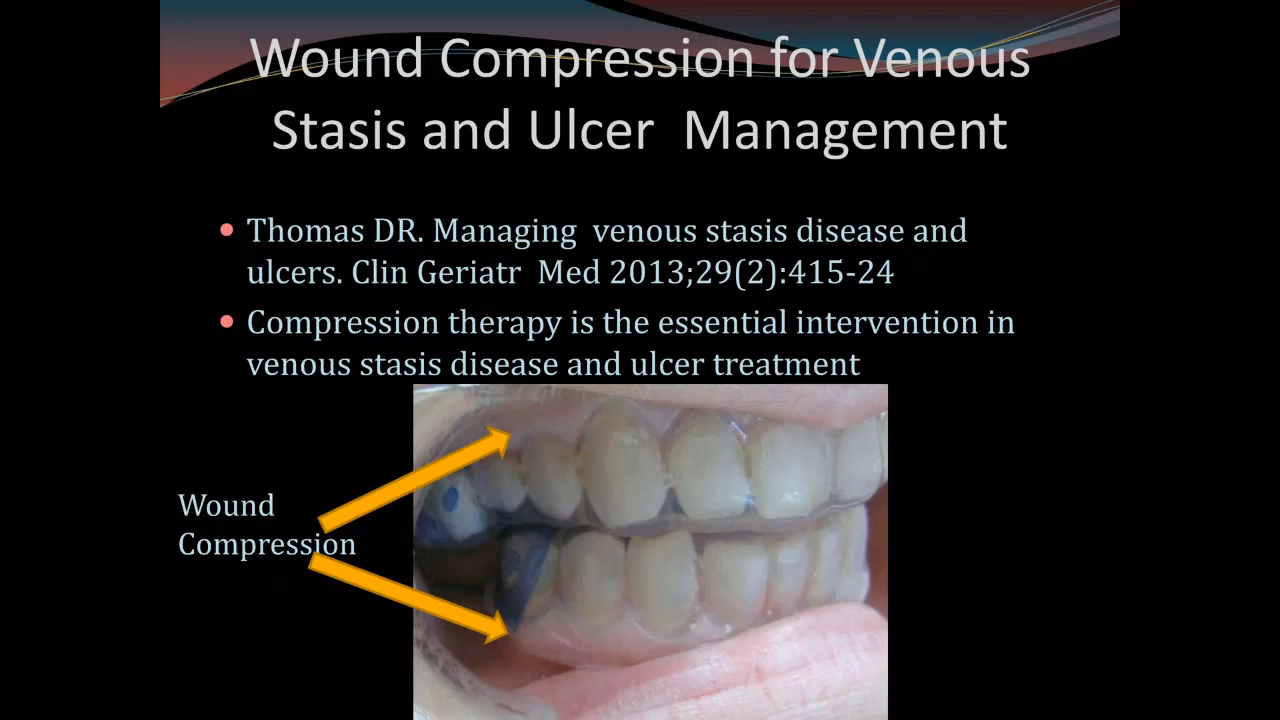 Wound Compression for Venous
Stasis and Ulcer  Management
Thomas DR. Managing  venous stasis disease and
ulcers. Clin Geriatr  Med 2013;29(2):415-24
Compression therapy is the essential intervention in
venous stasis disease and ulcer treatment
Wound
Compression